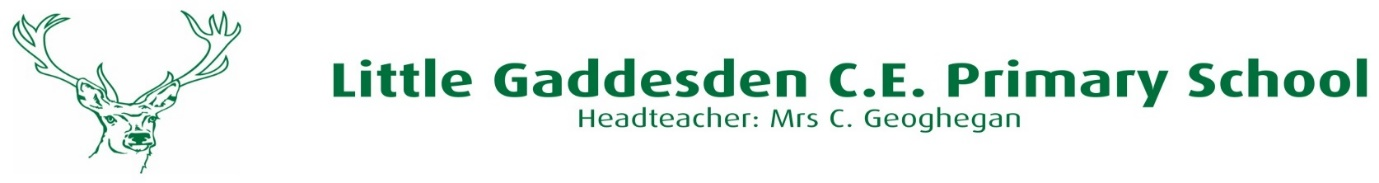 Little Gaddesden C.E. Primary School
Headteacher: Mrs C. Geoghegan